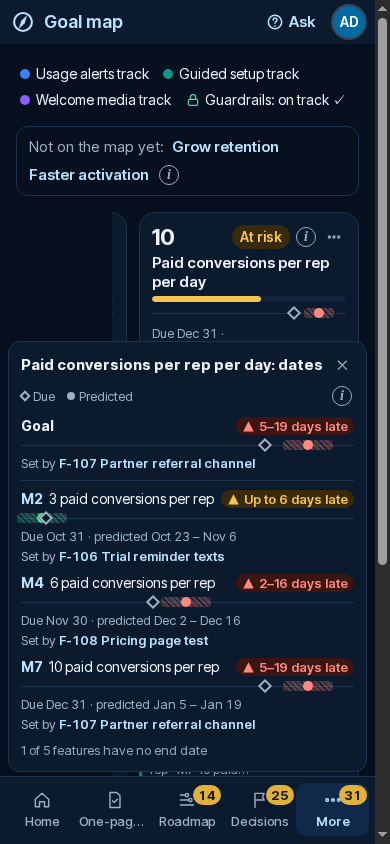 Goal map
Ask
AD
Usage alerts track
Guided setup track
Welcome media track
Guardrails: on track ✓
Not on the map yet: Grow retention
Faster activation
10
At risk
Paid conversions per rep
per day
Due Dec 31 ·
Paid conversions per rep per day: dates
Due
Predicted
Goal
▲ 5–19 days late
Set by F-107 Partner referral channel
M2 3 paid conversions per rep
▲ Up to 6 days late
Due Oct 31 · predicted Oct 23 – Nov 6
Set by F-106 Trial reminder texts
M4 6 paid conversions per rep
▲ 2–16 days late
Due Nov 30 · predicted Dec 2 – Dec 16
Set by F-108 Pricing page test
M7 10 paid conversions per rep
▲ 5–19 days late
Due Dec 31 · predicted Jan 5 – Jan 19
Set by F-107 Partner referral channel
1 of 5 features have no end date
14
25
31
Home
One-pag…
Roadmap
Decisions
More